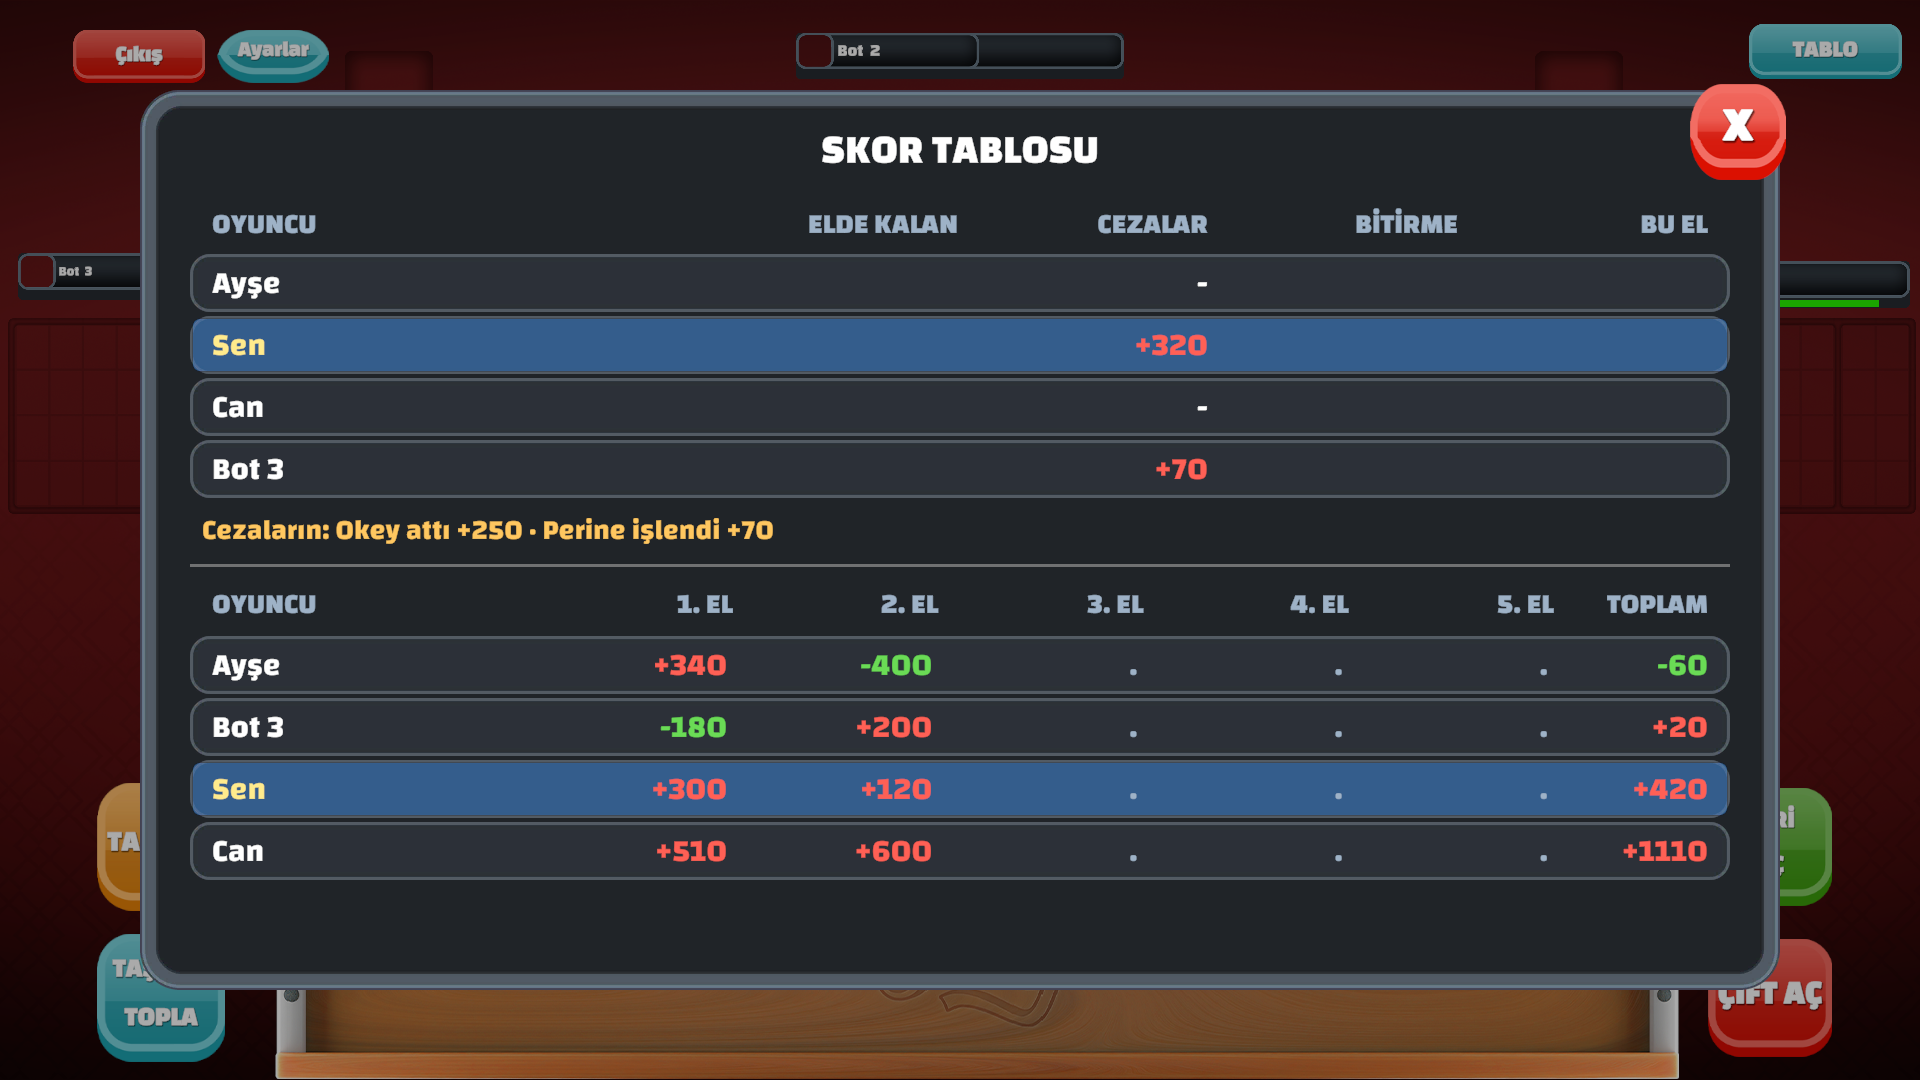 Çıkış
Ayarlar
Bot 2
TABLO
X
SKOR TABLOSU
OYUNCU ELDE KALAN CEZALAR BİTİRME BU EL
Bot 3
Ayşe -
Sen +320
Can -
Bot 3 +70
Cezaların: Okey attı +250 · Perine işlendi +70
OYUNCU 1. EL 2. EL 3. EL 4. EL 5. EL TOPLAM
Ayşe +340 -400 . . . -60
Bot 3 -180 +200 . . . +20
Sen +300 +120 . . . +420
Can +510 +600 . . . +1110
TOPLA
ÇİFT AÇ